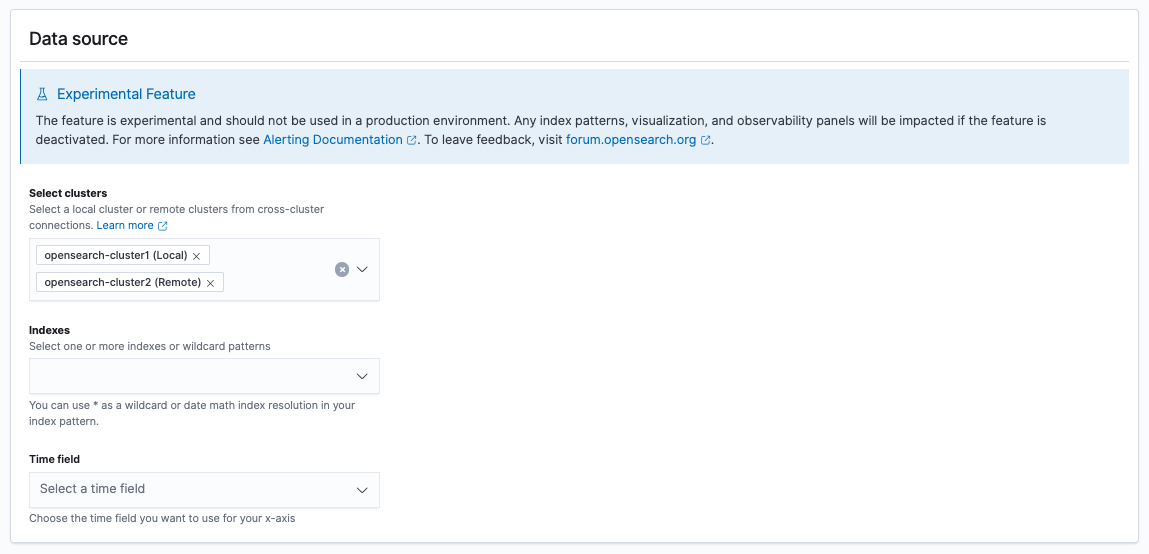 Data source
Experimental Feature
The feature is experimental and should not be used in a production environment. Any index patterns, visualization, and observability panels will be impacted if the feature is
deactivated. For more information see Alerting Documentation. To leave feedback, visit forum.opensearch.org.
Select clusters
Select a local cluster or remote clusters from cross-cluster
connections. Learn more
opensearch-cluster1 (Local)
opensearch-cluster2 (Remote)
Indexes
Select one or more indexes or wildcard patterns
You can use * as a wildcard or date math index resolution in your
index pattern.
Time field
Select a time field
Choose the time field you want to use for your x-axis